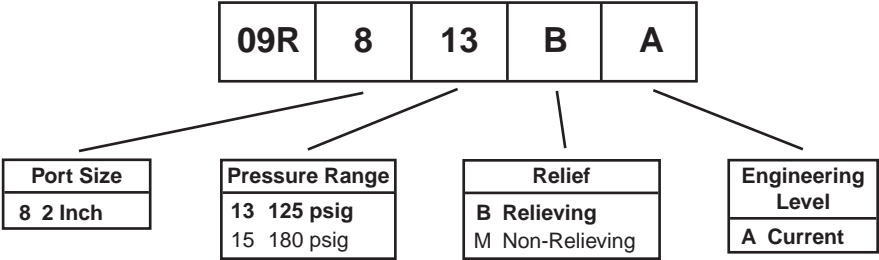 09R 8 13 B A
Port Size
8 2 Inch
Pressure Range
13 125 psig
15 180 psig
Relief
B Relieving
M Non-Relieving
Engineering
Level
A Current